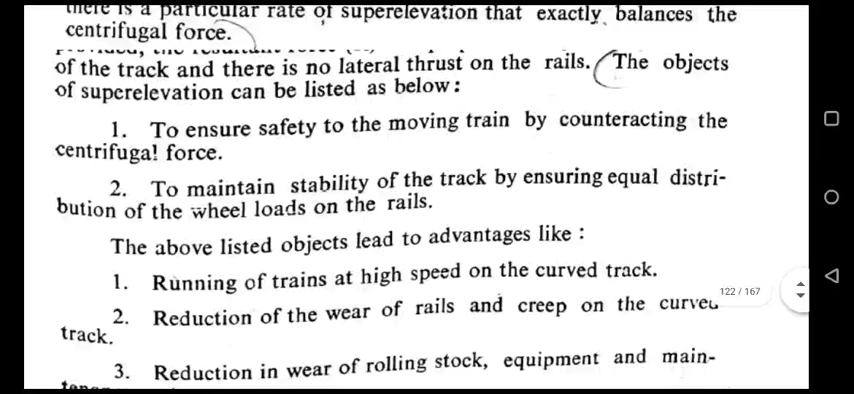 there is a particular rate of superelevation that exactly balances the
centrifugal force.
of the track and there is no lateral thrust on the rails. The objects
of superelevation can be listed as below :
1. To ensure safety to the moving train by counteracting the
centrifuga! force.
2. To maintain stability of the track by ensuring equal distri-
bution of the wheel loads on the rails.
The above listed objects lead to advantages like :
1. Running of trains at high speed on the curved track.
2. Reduction of the wear of rails and creep on the curved
122 / 167
track.
3. Reduction in wear of rolling stock, equipment and main-